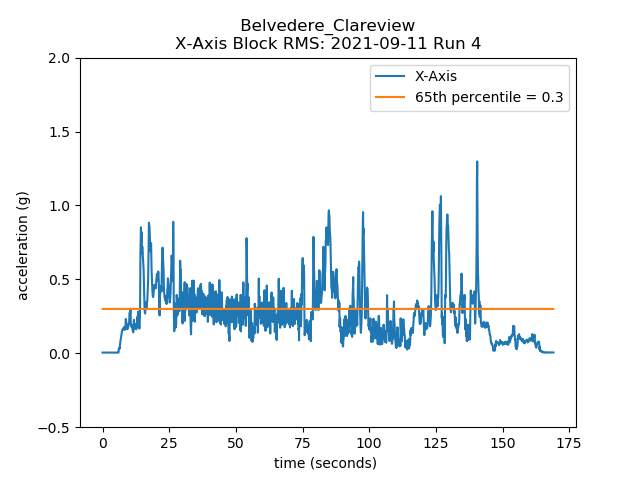 Belvedere_Clareview
X-Axis Block RMS: 2021-09-11 Run 4
X-Axis
65th percentile = 0.3
2.0
1.5
1.0
0.5
0.0
−0.5
acceleration (g)
0 25 50 75 100 125 150 175
time (seconds)